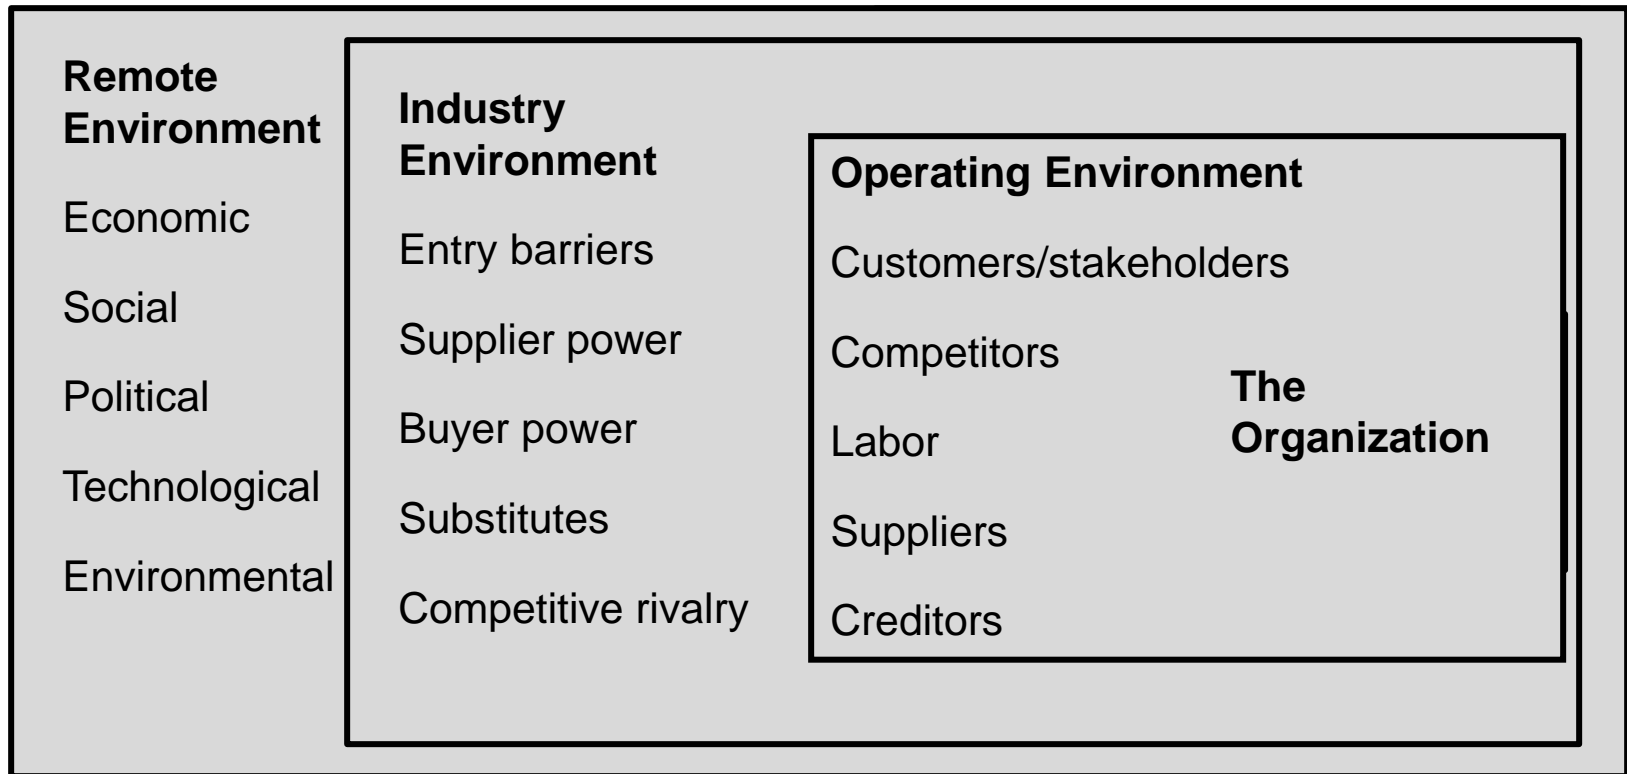 Remote
Environment
Economic
Social
Political
Technological
Environmental
Industry
Environment
Entry barriers
Supplier power
Buyer power
Substitutes
Competitive rivalry
Operating Environment
Customers/stakeholders
Competitors
Labor
Suppliers
Creditors
The
Organization